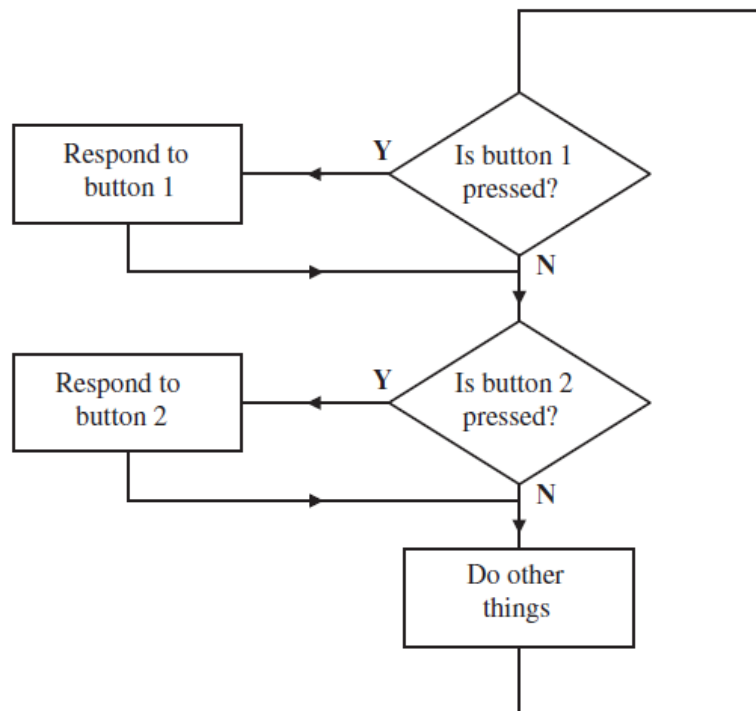 Y
Is button 1
pressed?
Respond to
button 1
N
Y
Is button 2
pressed?
Respond to
button 2
N
Do other
things